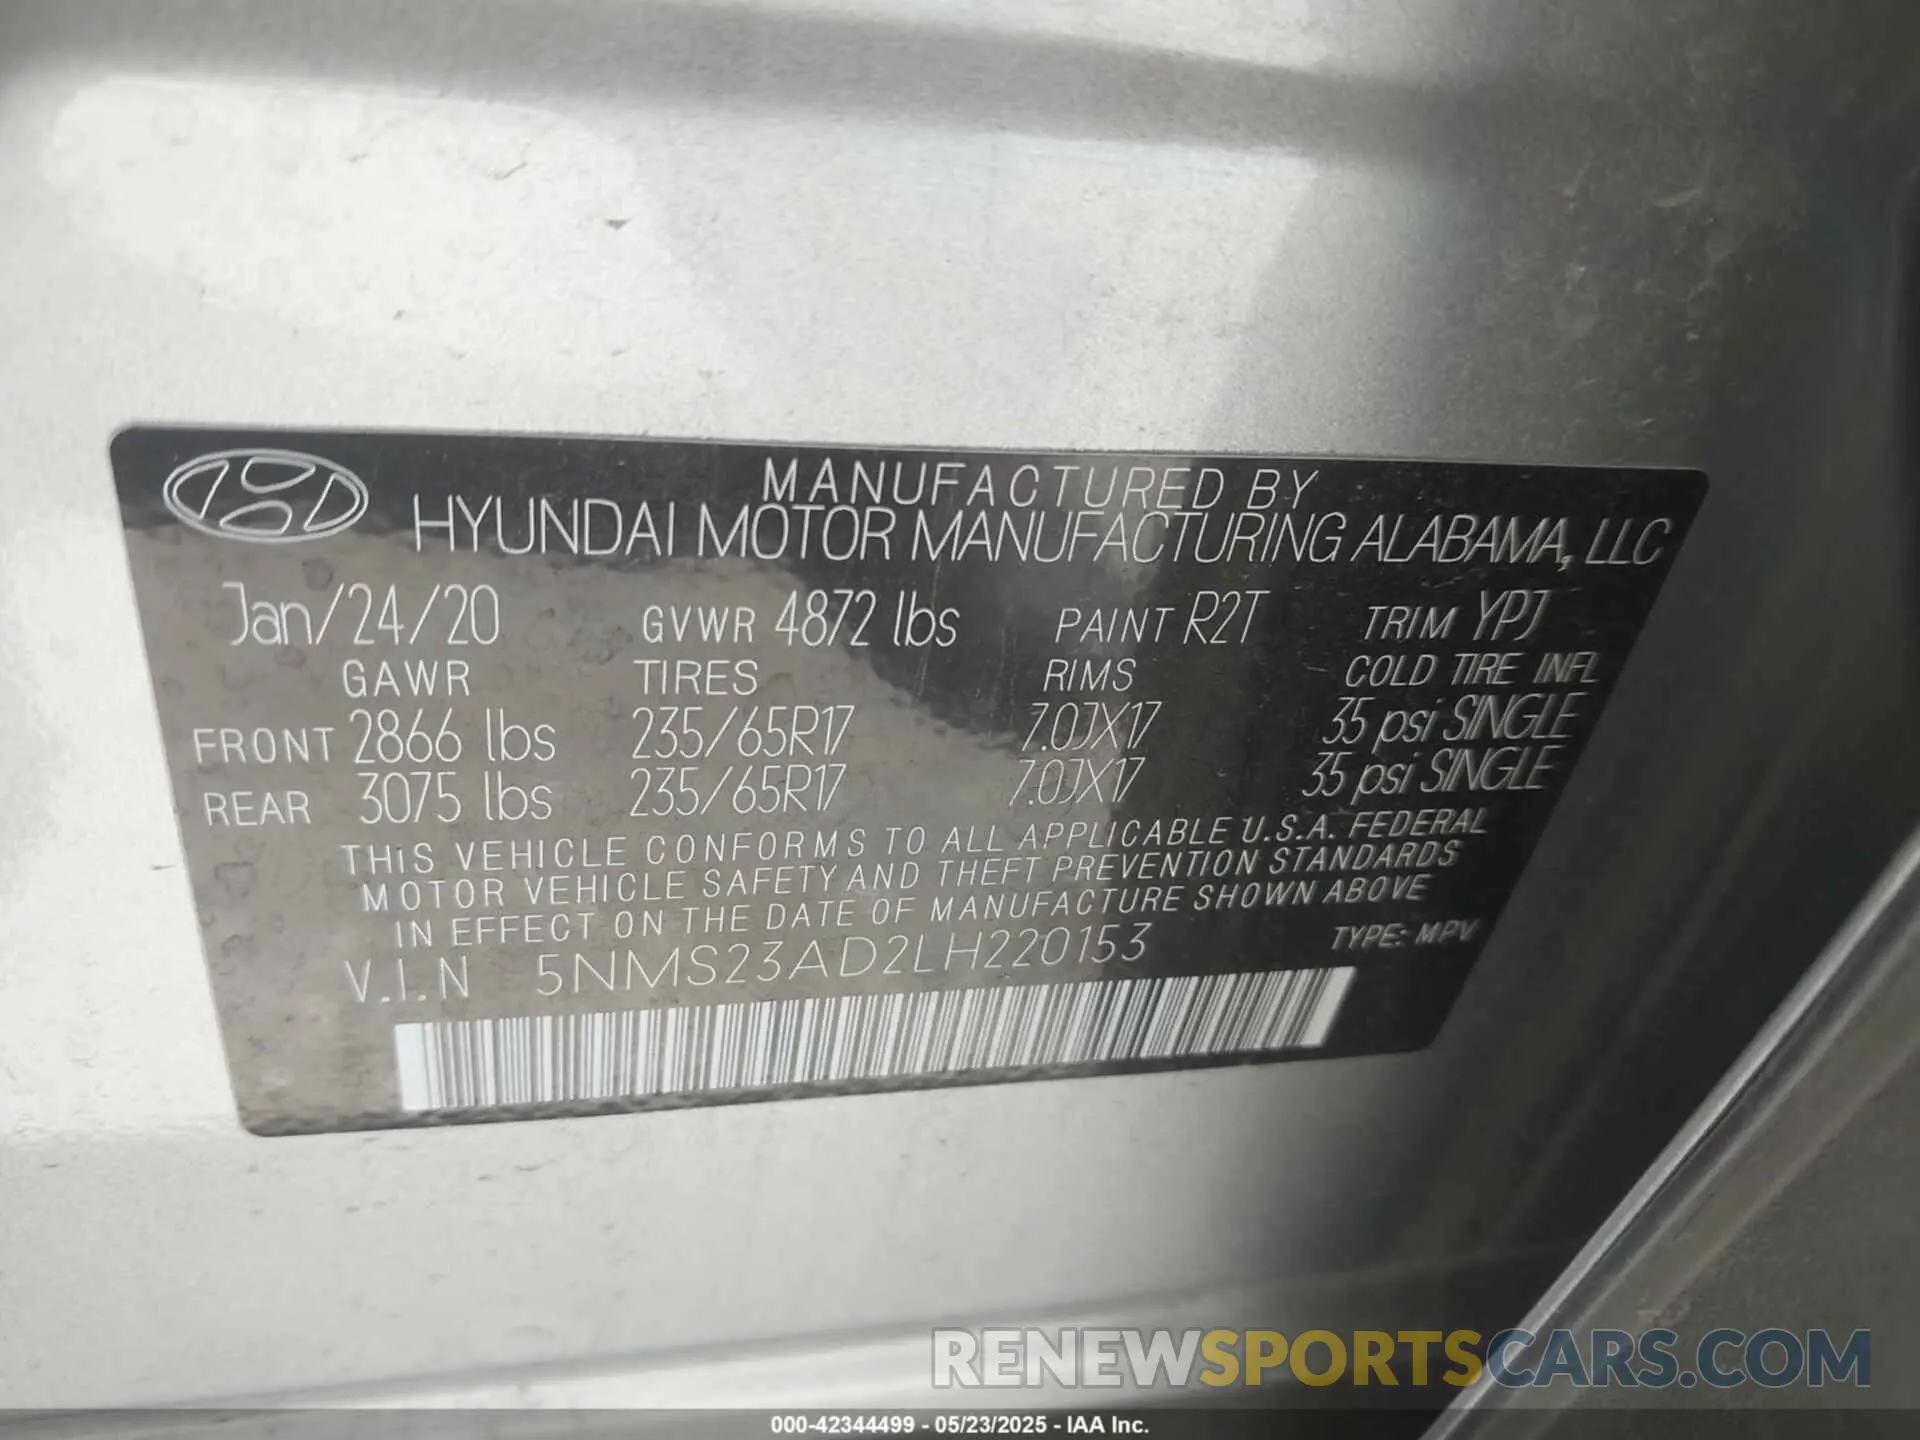 MANUFACTURED BY
HYUNDAI MOTOR MANUFACTURING ALABAMA, LLC
Jan/24/20 GVWR 4872 lbs PAINT R2T TRIM YPJ
GAWR TIRES RIMS COLD TIRE INFL
FRONT 2866 lbs 235/65R17 7.0JX17 35 psi SINGLE
REAR 3075 lbs 235/65R17 7.0JX17 35 psi SINGLE
THIS VEHICLE CONFORMS TO ALL APPLICABLE U.S.A. FEDERAL
MOTOR VEHICLE SAFETY AND THEFT PREVENTION STANDARDS
IN EFFECT ON THE DATE OF MANUFACTURE SHOWN ABOVE
V.I.N 5NMS23AD2LH220153 TYPE: MPV
RENEWSPORTSCARS.COM
000-42344499 - 05/23/2025 - IAA Inc.